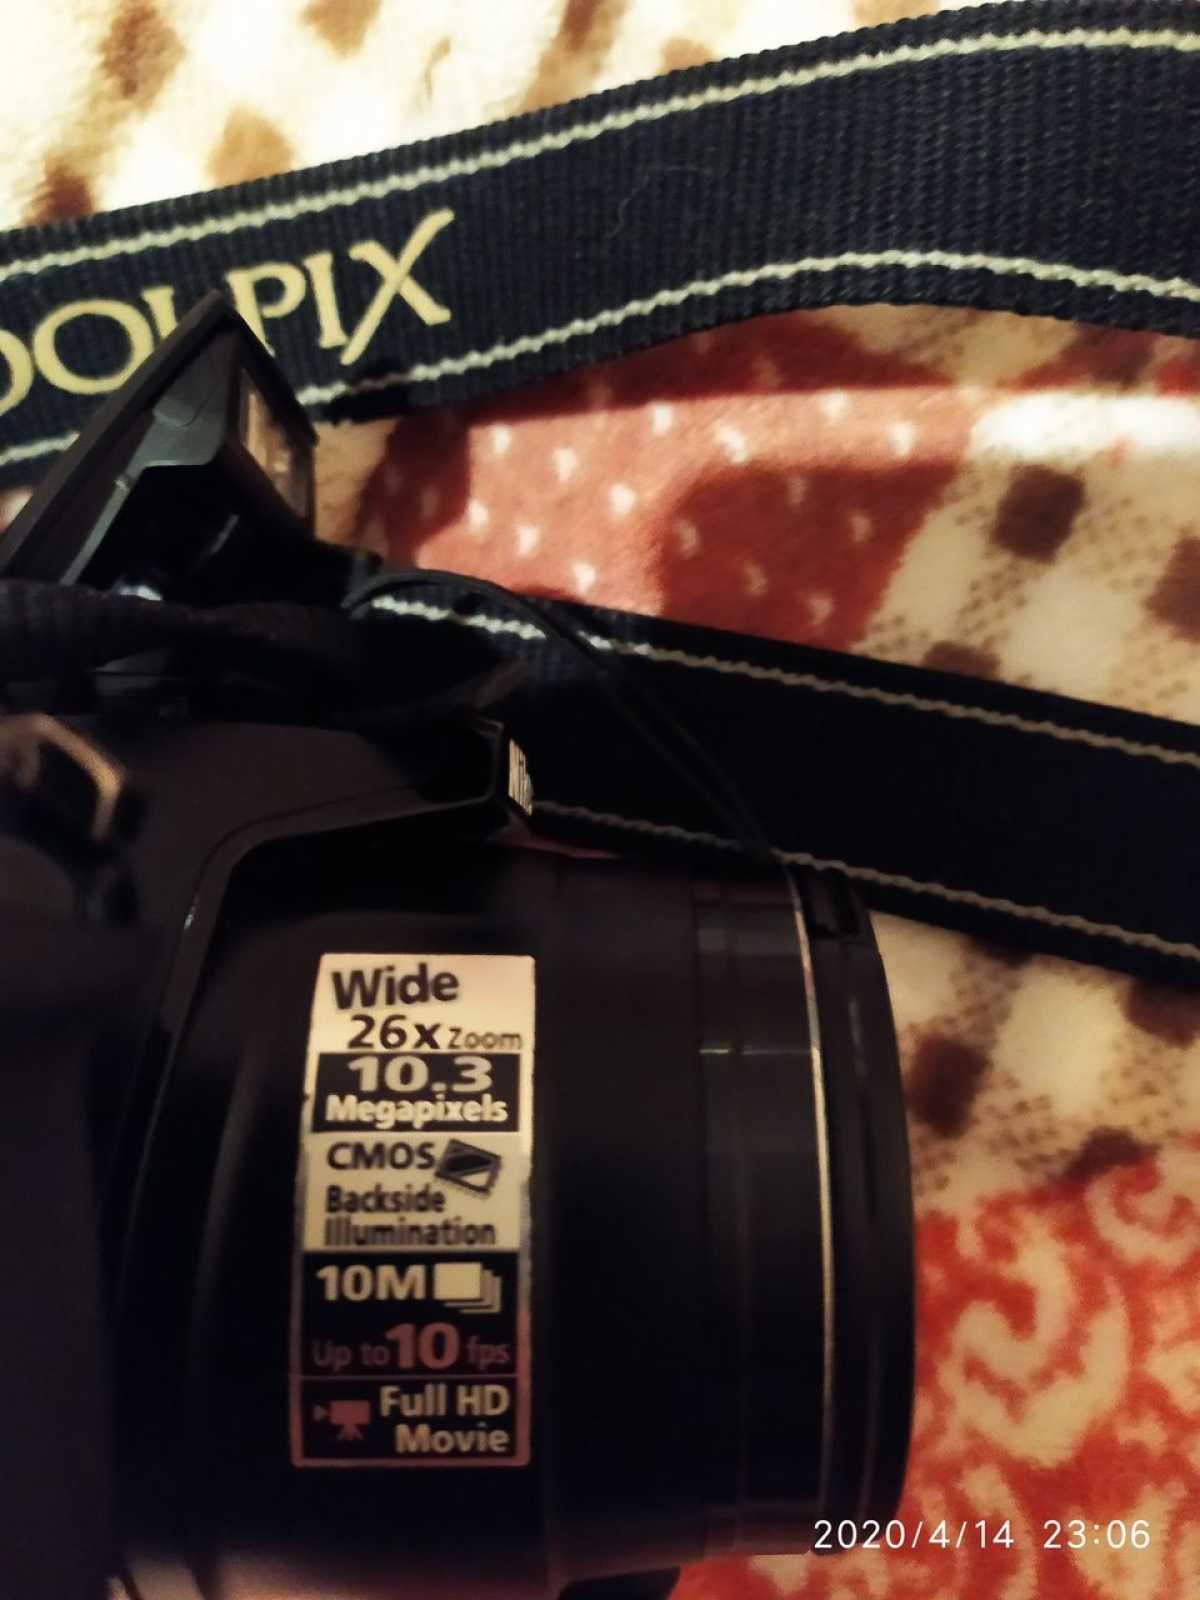 OOLPIX
Wide
26x Zoom
10.3
Megapixels
CMOS
Backside
Illumination
10M
Up to 10 fps
Full HD
Movie
2020/4/14 23:06